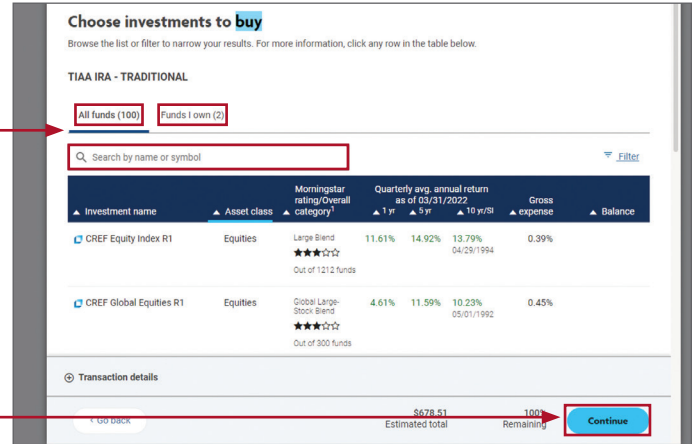 Choose investments to buy
Browse the list or filter to narrow your results. For more information, click any row in the table below.
TIAA IRA - TRADITIONAL
All funds (100) Funds I own (2)
Search by name or symbol
Filter
Investment name Asset class Morningstar rating/Overall category1 Quarterly avg. annual return as of 03/31/2022 1 yr 5 yr 10 yr/SI Gross expense Balance
CREF Equity Index R1 Equities Large Blend 11.61% 14.92% 13.79% 0.39%
04/29/1994
Out of 1212 funds
CREF Global Equities R1 Equities Global Large-Stock Blend 4.61% 11.59% 10.23% 0.45%
05/01/1992
Out of 300 funds
Transaction details
Go back
$678.51 100%
Estimated total Remaining
Continue